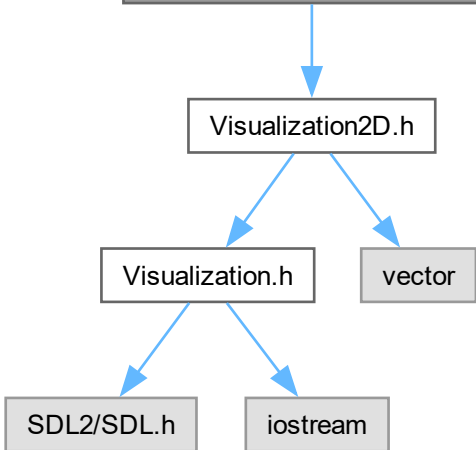 Visualization2D.h
Visualization.h
vector
SDL2/SDL.h
iostream